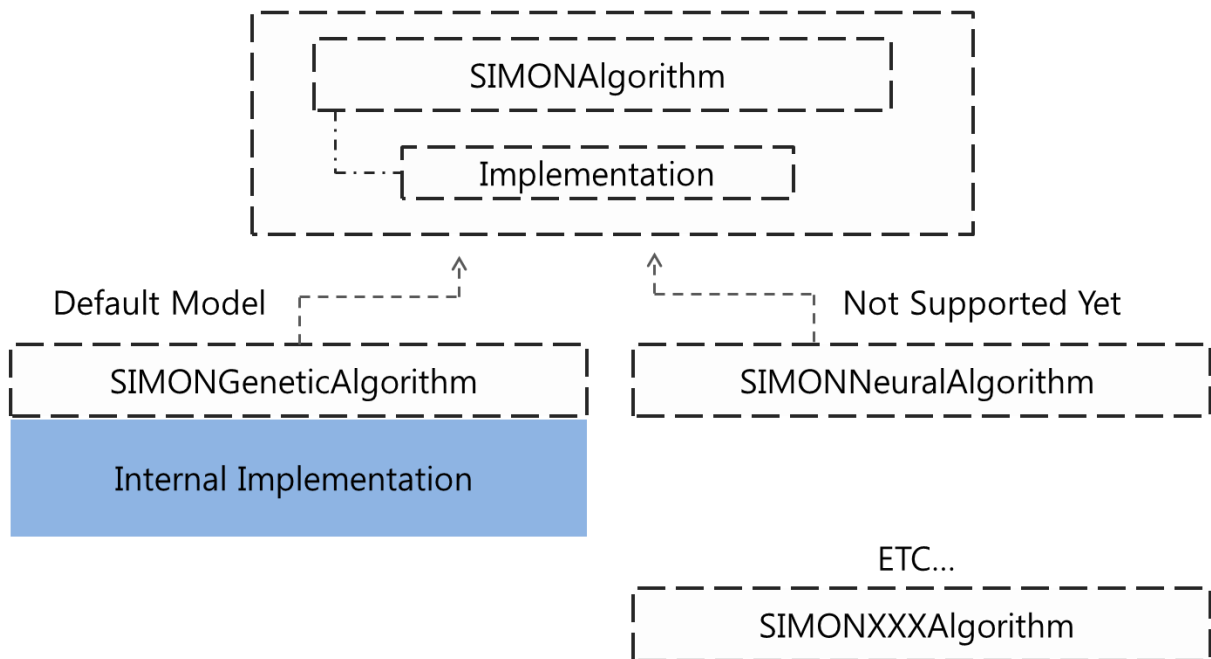 SIMONAlgorithm
Implementation
Default Model
Not Supported Yet
SIMONGeneticAlgorithm
SIMONNeuralAlgorithm
Internal Implementation
ETC...
SIMONXXXAlgorithm